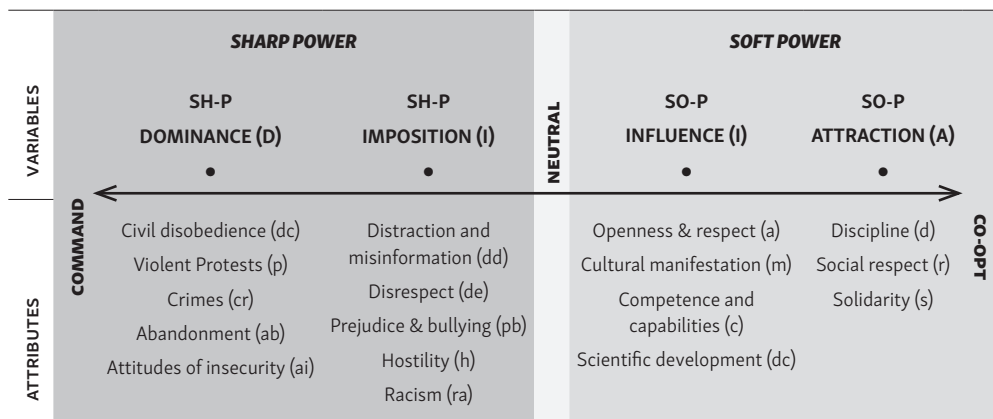 SHARP POWER
SOFT POWER
VARIABLES
SH-P
DOMINANCE (D)
SH-P
IMPOSITION (I)
NEUTRAL
SO-P
INFLUENCE (I)
SO-P
ATTRACTION (A)
COMMAND
CO-OPT
ATTRIBUTES
Civil disobedience (dc)
Violent Protests (p)
Crimes (cr)
Abandonment (ab)
Attitudes of insecurity (ai)
Distraction and
misinformation (dd)
Disrespect (de)
Prejudice & bullying (pb)
Hostility (h)
Racism (ra)
Openness & respect (a)
Cultural manifestation (m)
Competence and
capabilities (c)
Scientific development (dc)
Discipline (d)
Social respect (r)
Solidarity (s)